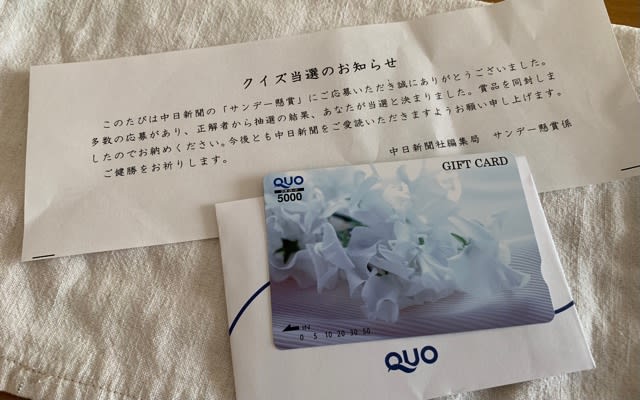 クイズ当選のお知らせ
このたびは中日新聞の「サンデー懸賞」にご応募いただき誠にありがとうございました。
多数の応募があり、正解者から抽選の結果、あなたが当選と決まりました。賞品を同封しま
したのでお納めください。今後とも中日新聞をご愛読いただきますようお願い申し上げます。
ご健勝をお祈りします。
中日新聞社編集局　サンデー懸賞係
GIFT CARD
QUO
5000
IN
0 5 10 20 30 50
QUO